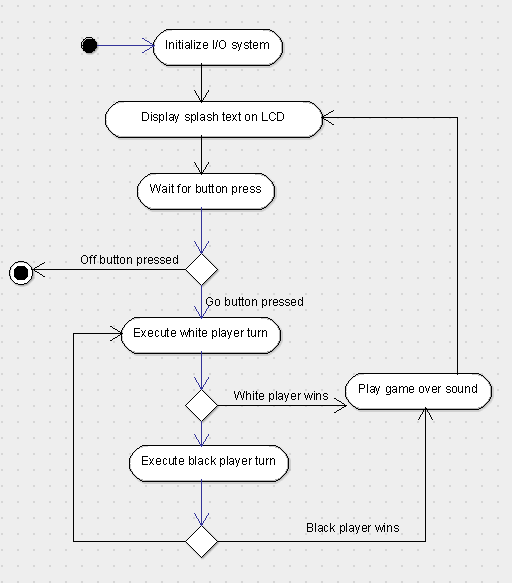 Initialize I/O system
Display splash text on LCD
Wait for button press
Off button pressed
Go button pressed
Execute white player turn
White player wins
Play game over sound
Execute black player turn
Black player wins